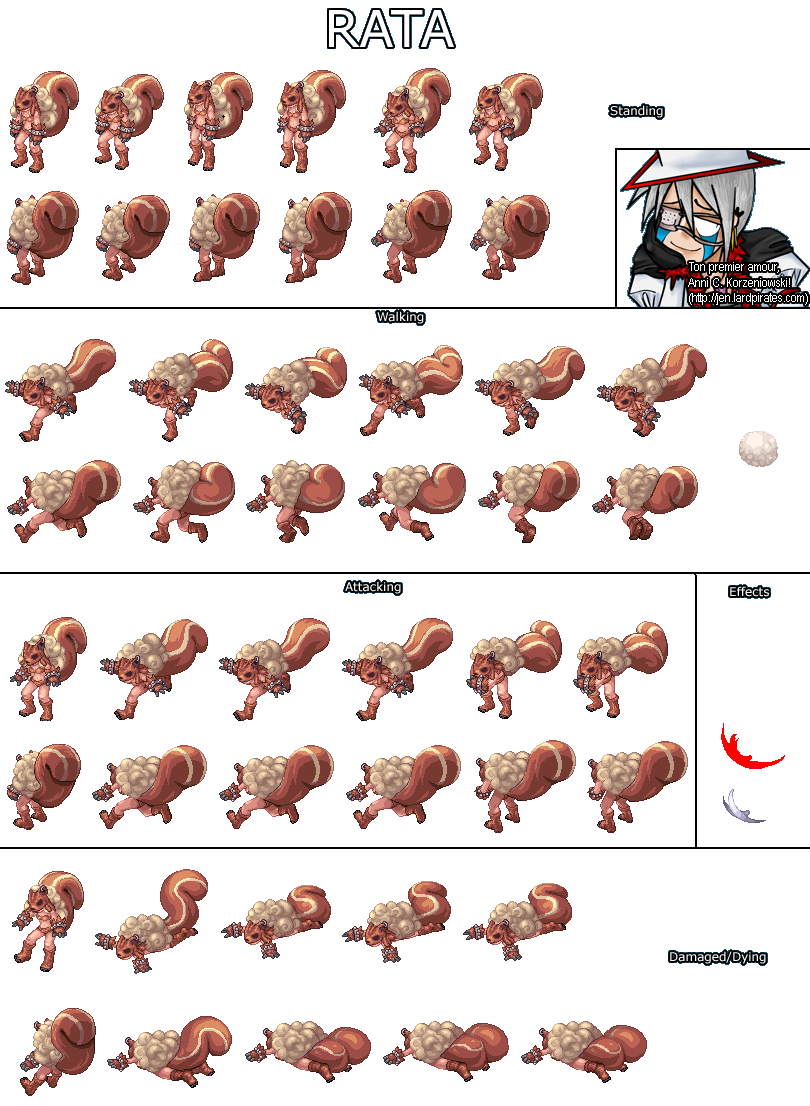 RATA
Standing
Ton premier amour,
Anni C. Korzeniowski!
(http://jen.lardpirates.com)
Walking
Attacking
Effects
Damaged/Dying